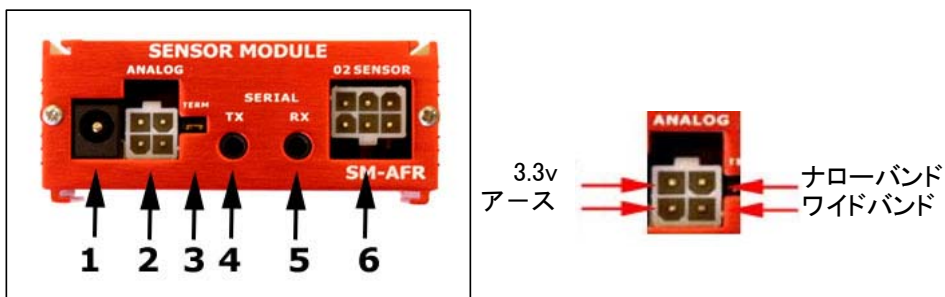 SENSOR MODULE
ANALOG
02 SENSOR
TERM
SERIAL
TX
RX
SM-AFR
1 2 3 4 5 6
ANALOG
3.3v
アース
ナローバンド
ワイドバンド